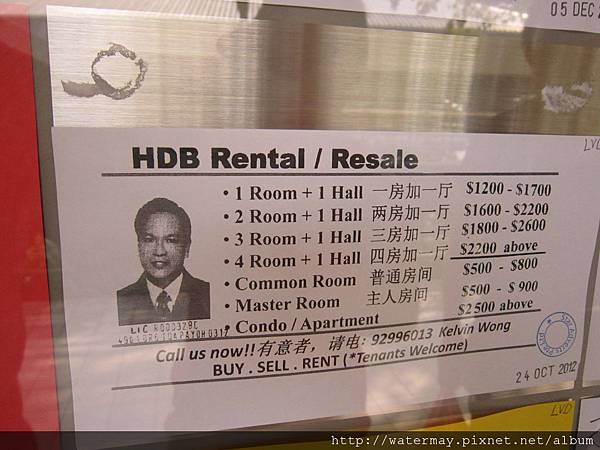 05 DEC
LVD
HDB Rental / Resale
• 1 Room + 1 Hall 一房加一厅 $1200 - $1700
• 2 Room + 1 Hall 两房加一厅 $1600 - $2200
• 3 Room + 1 Hall 三房加一厅 $1800 - $2600
• 4 Room + 1 Hall 四房加一厅 $2200 above
• Common Room 普通房间 $500 - $800
• Master Room 主人房间 $500 - $900
• Condo / Apartment $2500 above
Call us now!!有意者，请电: 92996013 Kelvin Wong
BUY . SELL . RENT (*Tenants Welcome)
24 OCT 2012
LVD
http://watermay.pixnet.net/album